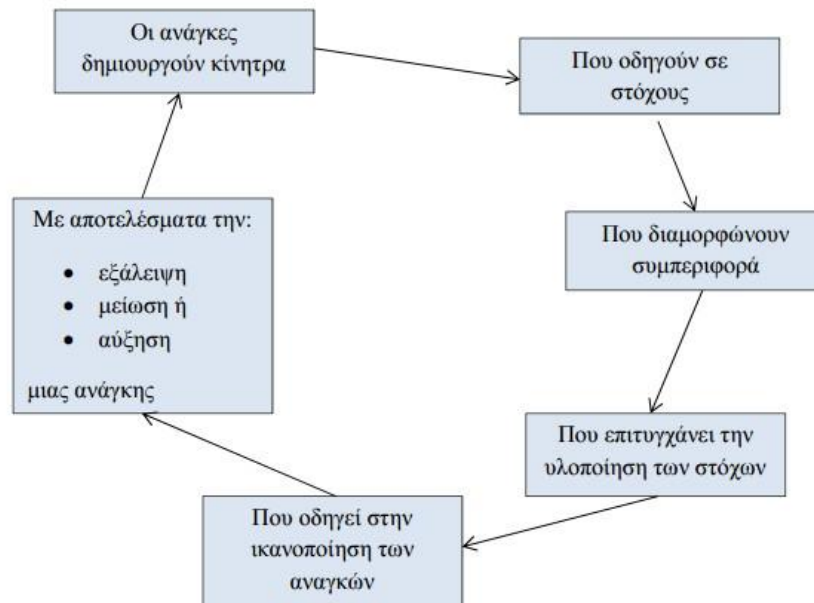 Οι ανάγκες
δημιουργούν κίνητρα
Που οδηγούν σε
στόχους
Που διαμορφώνουν
συμπεριφορά
Που επιτυγχάνει την
υλοποίηση των στόχων
Που οδηγεί στην
ικανοποίηση των
αναγκών
Με αποτελέσματα την:
• εξάλειψη
• μείωση ή
• αύξηση
μιας ανάγκης